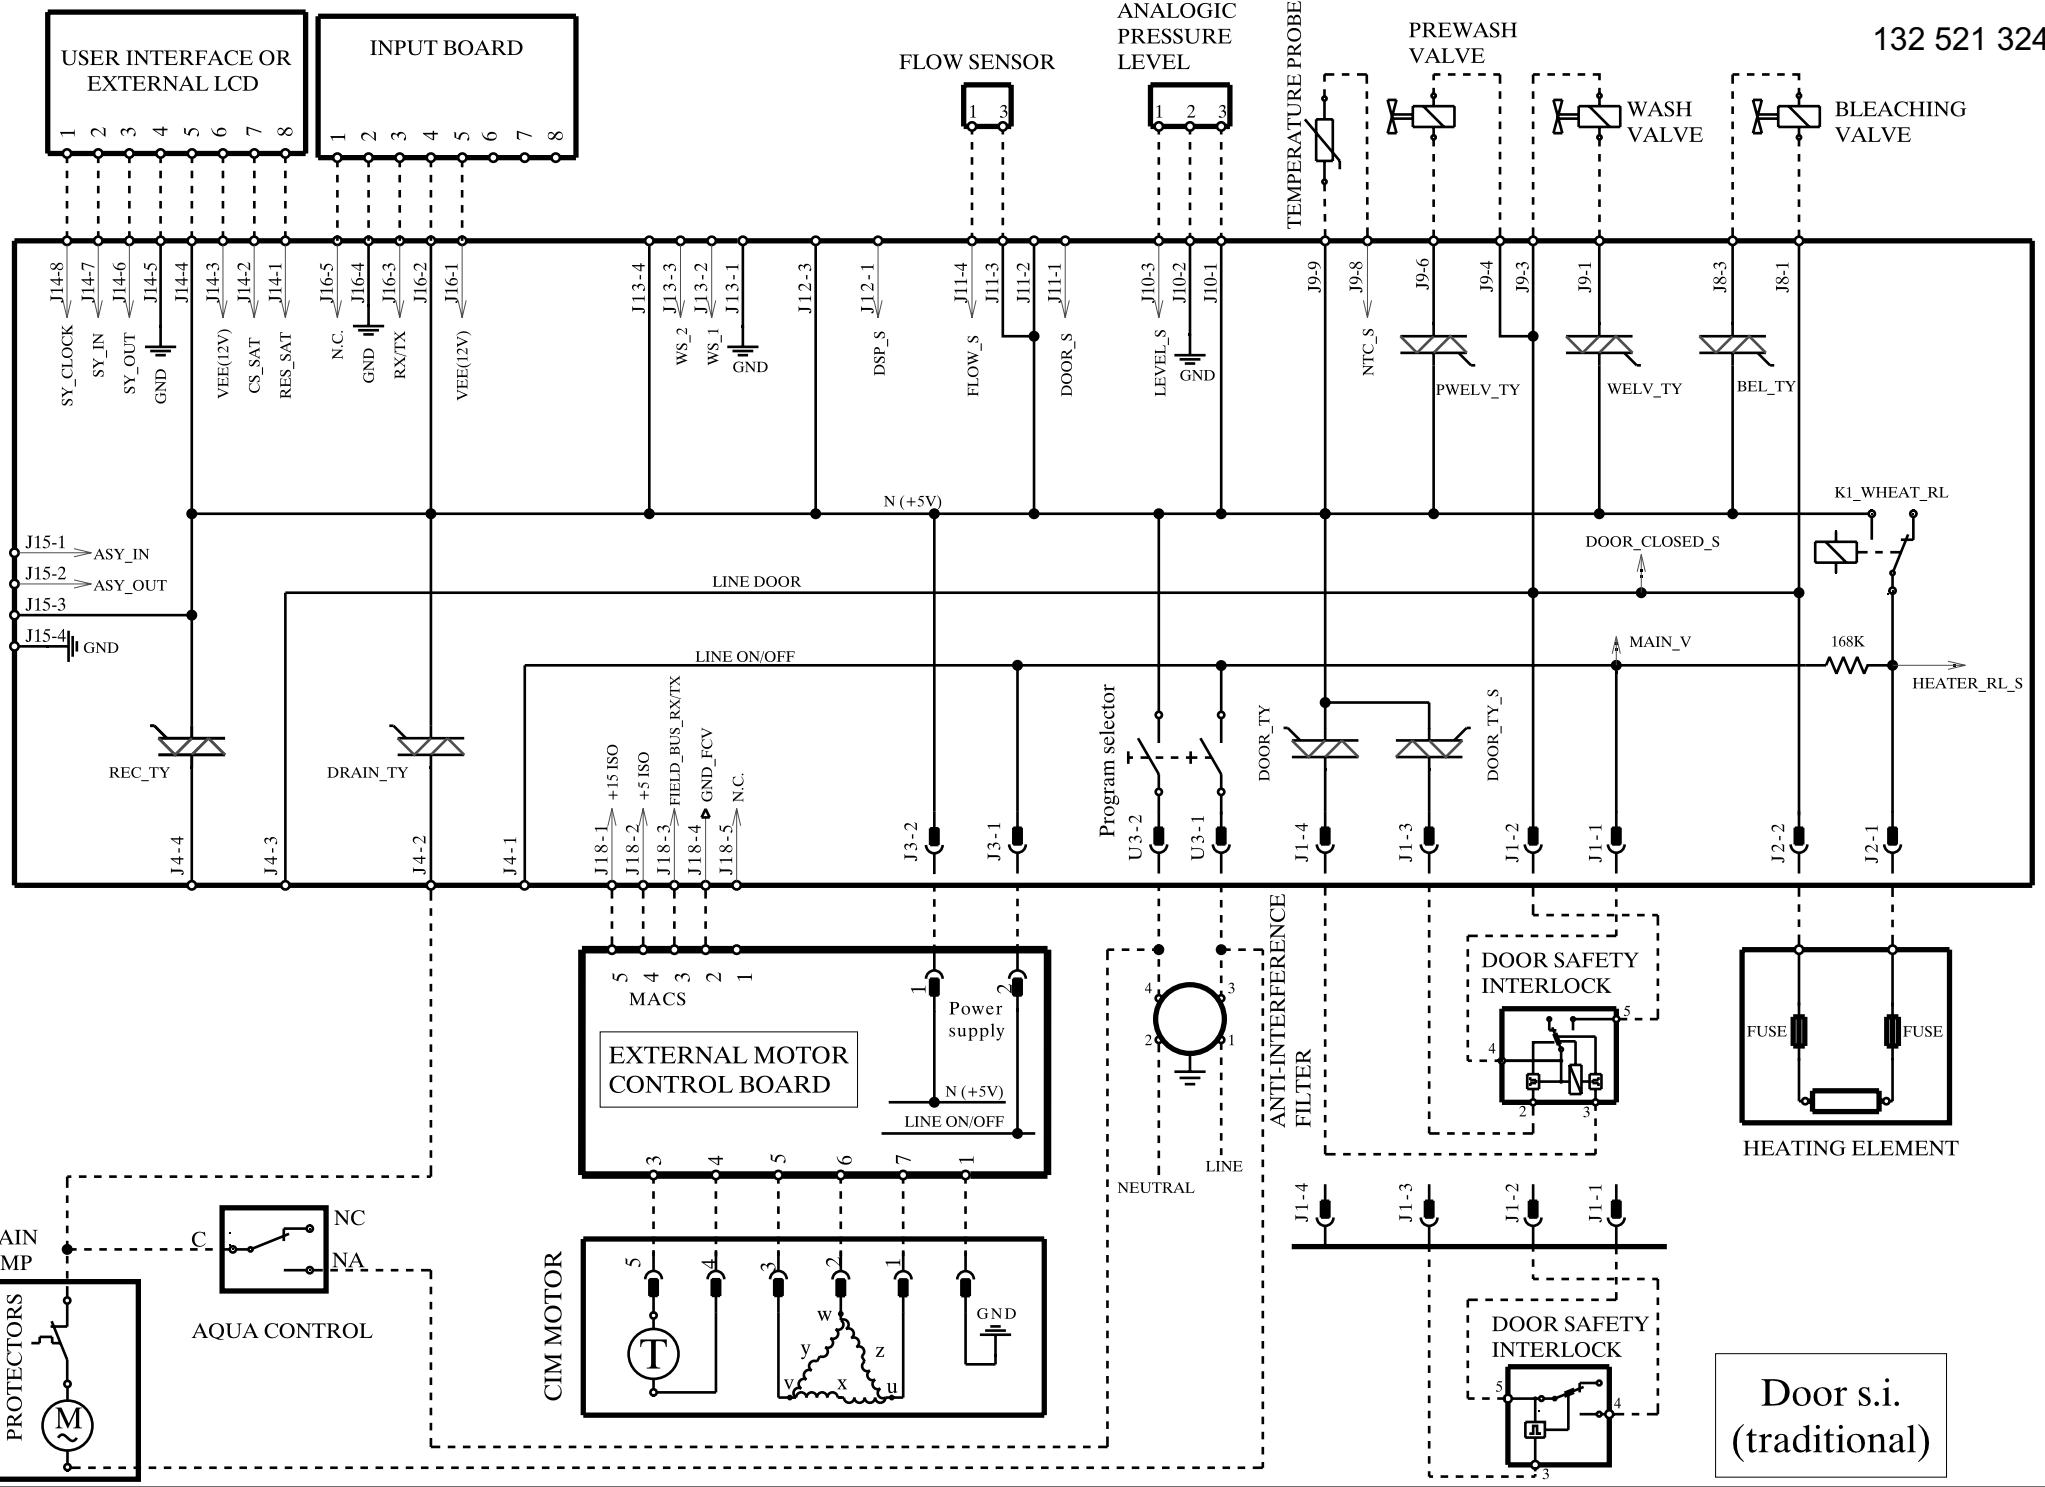 132 521 324
USER INTERFACE OR
EXTERNAL LCD
1 2 3 4 5 6 7 8
INPUT BOARD
1 2 3 4 5 6 7 8
FLOW SENSOR
1 3
ANALOGIC
PRESSURE
LEVEL
1 2 3
TEMPERATURE PROBE
PREWASH
VALVE
WASH
VALVE
BLEACHING
VALVE
J14-8 J14-7 J14-6 J14-5 J14-4 J14-3 J14-2 J14-1
J16-5 J16-4 J16-3 J16-2 J16-1
J13-4 J13-3 J13-2 J13-1
J12-3 J12-1
J11-4 J11-3 J11-2 J11-1
J10-3 J10-2 J10-1
J9-9 J9-8 J9-6 J9-4 J9-3 J9-1
J8-3 J8-1
SY_CLOCK
SY_IN
SY_OUT
GND
VEE(12V)
CS_SAT
RES_SAT
N.C.
GND
RX/TX
VEE(12V)
WS_2
WS_1
GND
DSP_S
FLOW_S
DOOR_S
LEVEL_S
GND
NTC_S
PWELV_TY
WELV_TY
BEL_TY
N (+5V)
K1_WHEAT_RL
J15-1
ASY_IN
J15-2
ASY_OUT
J15-3
J15-4
GND
DOOR_CLOSED_S
LINE DOOR
LINE ON/OFF
MAIN_V
168K
HEATER_RL_S
REC_TY
DRAIN_TY
+15 ISO
+5 ISO
FIELD_BUS_RX/TX
GND_FCV
N.C.
Program selector
DOOR_TY
DOOR_TY_S
J4-4
J4-3
J4-2
J4-1
J18-1 J18-2 J18-3 J18-4 J18-5
J3-2
J3-1
U3-2
U3-1
J1-4
J1-3
J1-2
J1-1
J2-2
J2-1
5 4 3 2 1
MACS
1
2
Power
supply
EXTERNAL MOTOR
CONTROL BOARD
N (+5V)
LINE ON/OFF
3 4 5 6 7 1
4
3
2
1
NEUTRAL
LINE
ANTI-INTERFERENCE
FILTER
DOOR SAFETY
INTERLOCK
5
4
2
3
FUSE
FUSE
HEATING ELEMENT
AIN
MP
PROTECTORS
M
C
NC
NA
AQUA CONTROL
CIM MOTOR
5 4 3 2 1
T
w
y
z
v
x
u
GND
J1-4
J1-3
J1-2
J1-1
DOOR SAFETY
INTERLOCK
5
4
3
Door s.i.
(traditional)